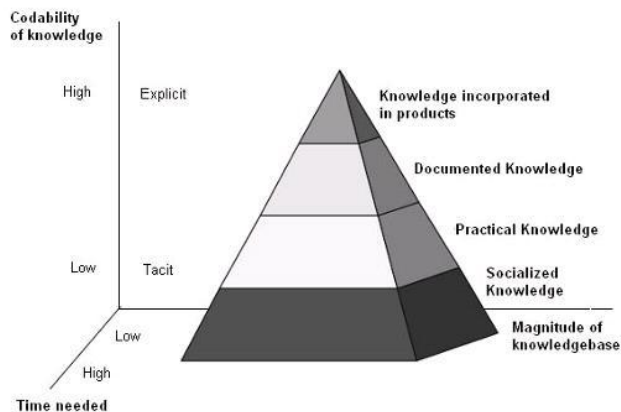 Codability
of knowledge
High
Explicit
Knowledge incorporated
in products
Documented Knowledge
Practical Knowledge
Low
Tacit
Socialized
Knowledge
Magnitude of
knowledgebase
Low
High
Time needed